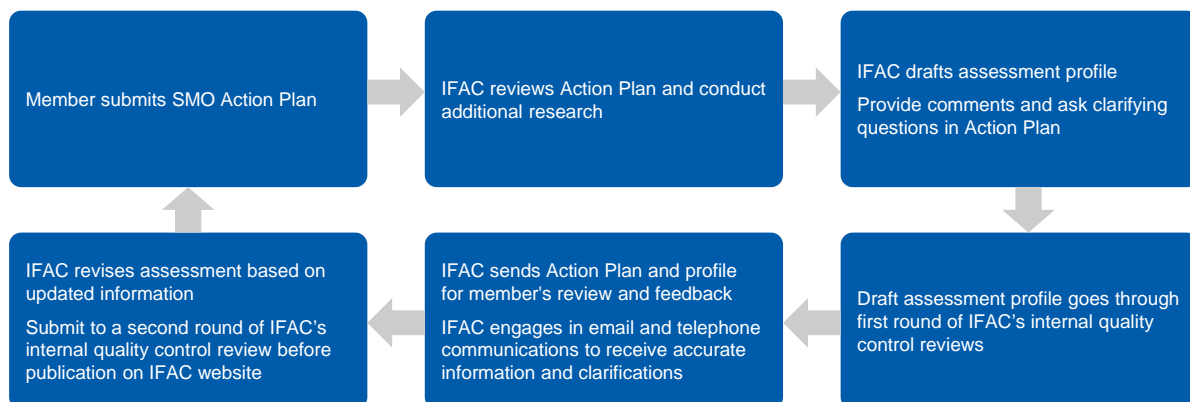 Member submits SMO Action Plan
IFAC reviews Action Plan and conduct
additional research
IFAC drafts assessment profile
Provide comments and ask clarifying
questions in Action Plan
Draft assessment profile goes through
first round of IFAC’s internal quality
control reviews
IFAC sends Action Plan and profile
for member's review and feedback
IFAC engages in email and telephone
communications to receive accurate
information and clarifications
IFAC revises assessment based on
updated information
Submit to a second round of IFAC’s
internal quality control review before
publication on IFAC website